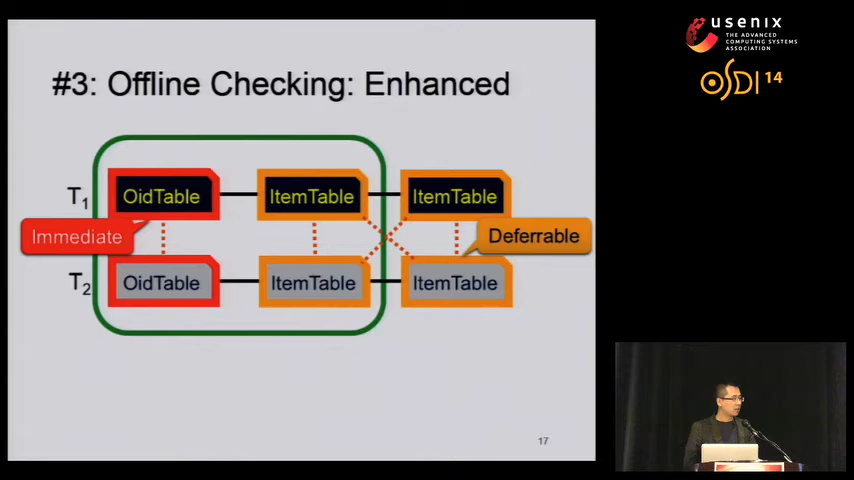 usenix
THE ADVANCED
COMPUTING SYSTEMS
ASSOCIATION
OSDI 14
#3: Offline Checking: Enhanced
T1
OidTable
ItemTable
ItemTable
Immediate
Deferrable
T2
OidTable
ItemTable
ItemTable
17